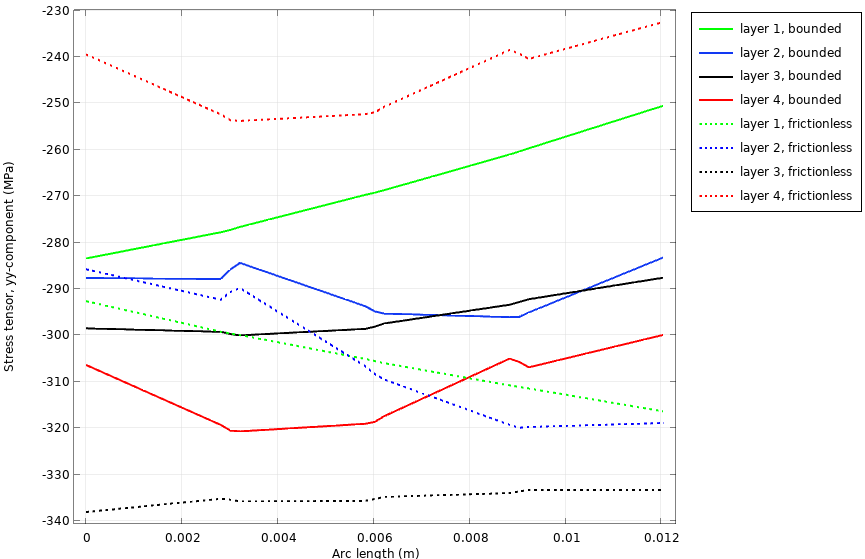 -230
-240
-250
-260
-270
-280
-290
-300
-310
-320
-330
-340
Stress tensor, yy-component (MPa)
0
0.002
0.004
0.006
0.008
0.01
0.012
Arc length (m)
layer 1, bounded
layer 2, bounded
layer 3, bounded
layer 4, bounded
layer 1, frictionless
layer 2, frictionless
layer 3, frictionless
layer 4, frictionless